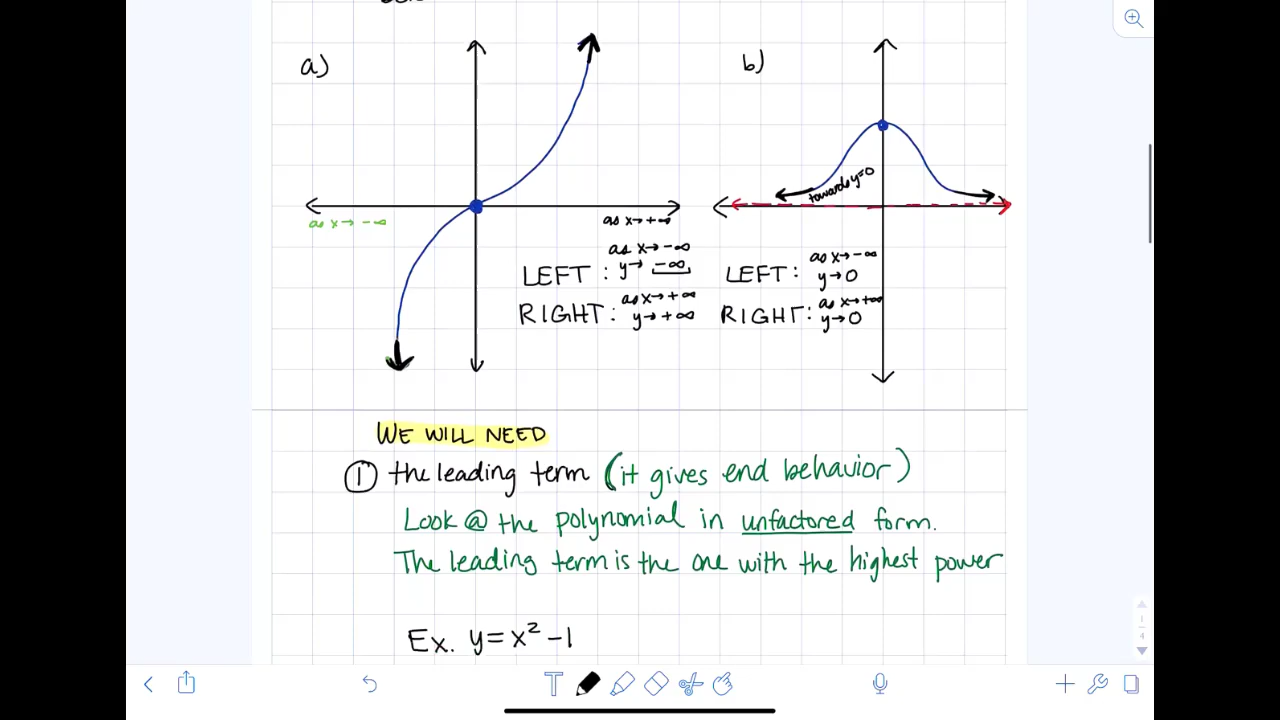 a)
b)
towards y=0
as x→ -∞
as x→+∞
LEFT : as x→-∞
y→ -∞
RIGHT: as x→+∞
y→+∞
LEFT: as x→-∞
y→0
RIGHT: as x→+∞
y→0
WE WILL NEED
① the leading term (it gives end behavior)
Look @ the polynomial in unfactored form.
The leading term is the one with the highest power
Ex. y=x²-1
T
1
4